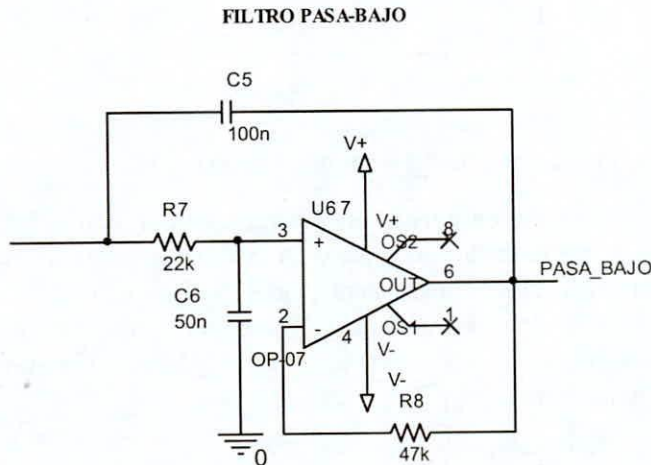 FILTRO PASA-BAJO
C5
100n
V+
U6 7
R7
3
V+
8
+
OS2
22k
6
PASA_BAJO
OUT
C6
50n
2
-
OS1
1
4
OP-07
V-
V-
R8
0
47k